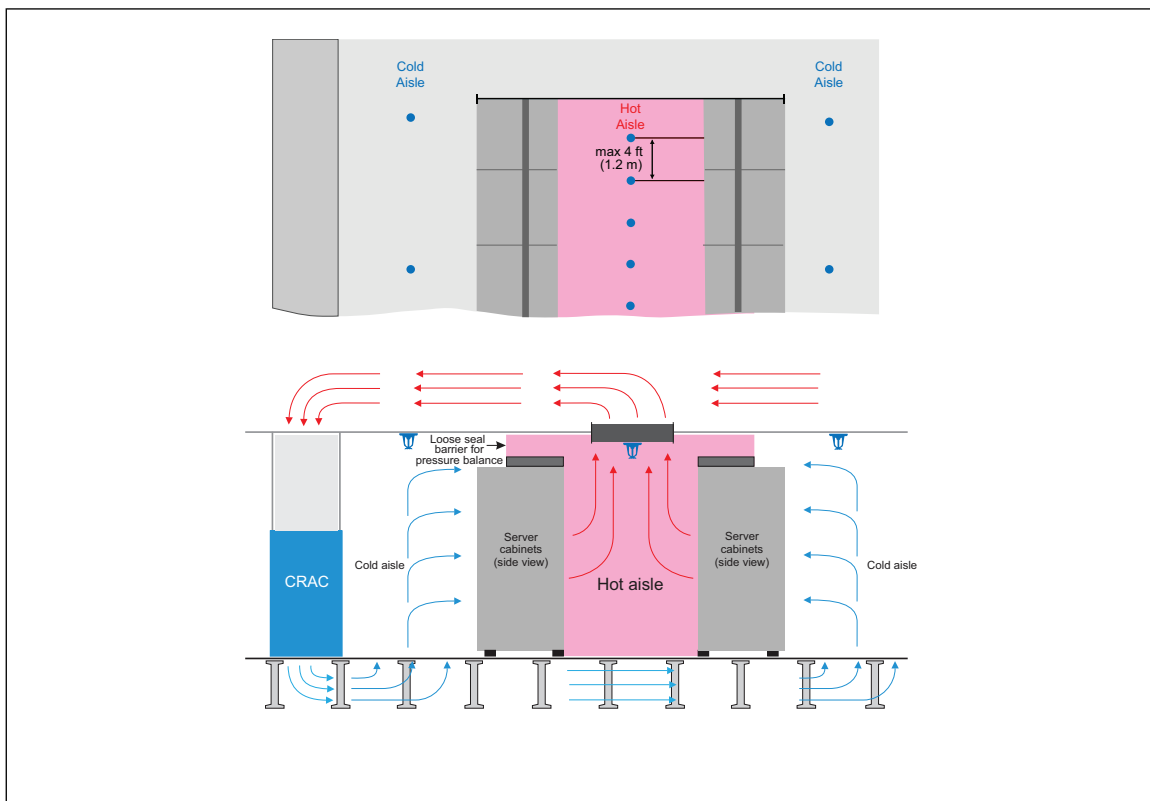 Cold
Aisle
Cold
Aisle
Hot
Aisle
max 4 ft
(1.2 m)
Loose seal
barrier for
pressure balance
Server
cabinets
(side view)
Server
cabinets
(side view)
Cold aisle
Cold aisle
CRAC
Hot aisle